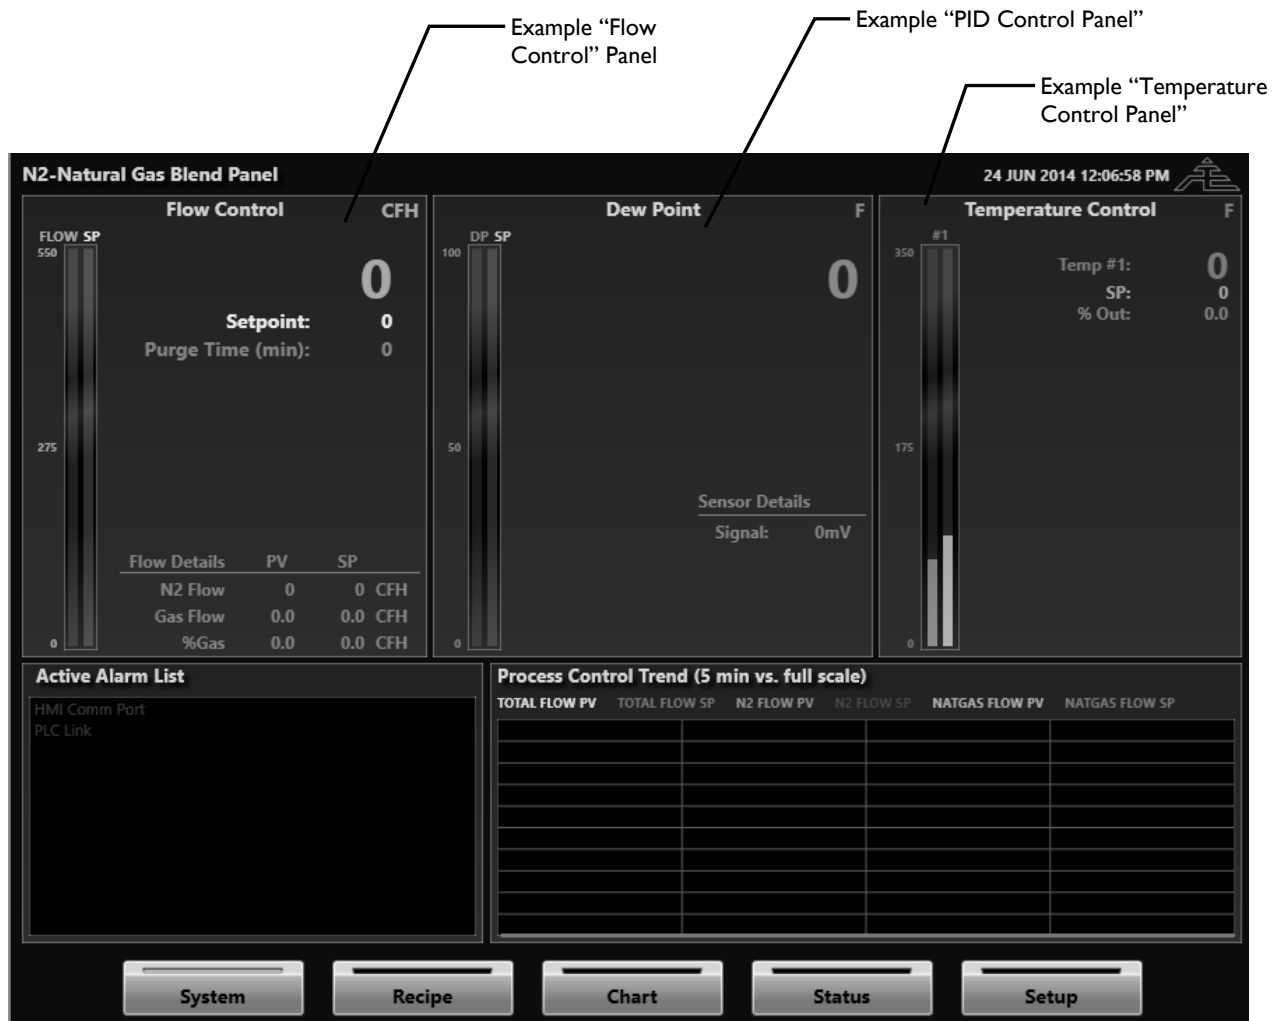 Example “Flow
Control” Panel
Example “PID Control Panel”
Example “Temperature
Control Panel”
N2-Natural Gas Blend Panel
24 JUN 2014 12:06:58 PM
Flow Control CFH
FLOW SP
550
0
Setpoint: 0
Purge Time (min): 0
275
Flow Details PV SP
N2 Flow 0 0 CFH
Gas Flow 0.0 0.0 CFH
%Gas 0.0 0.0 CFH
0
Dew Point F
DP SP
100
0
50
Sensor Details
Signal: 0mV
0
Temperature Control F
#1
350
Temp #1: 0
SP: 0
% Out: 0.0
175
0
Active Alarm List
HMI Comm Port
PLC Link
Process Control Trend (5 min vs. full scale)
TOTAL FLOW PV TOTAL FLOW SP N2 FLOW PV N2 FLOW SP NATGAS FLOW PV NATGAS FLOW SP
System Recipe Chart Status Setup